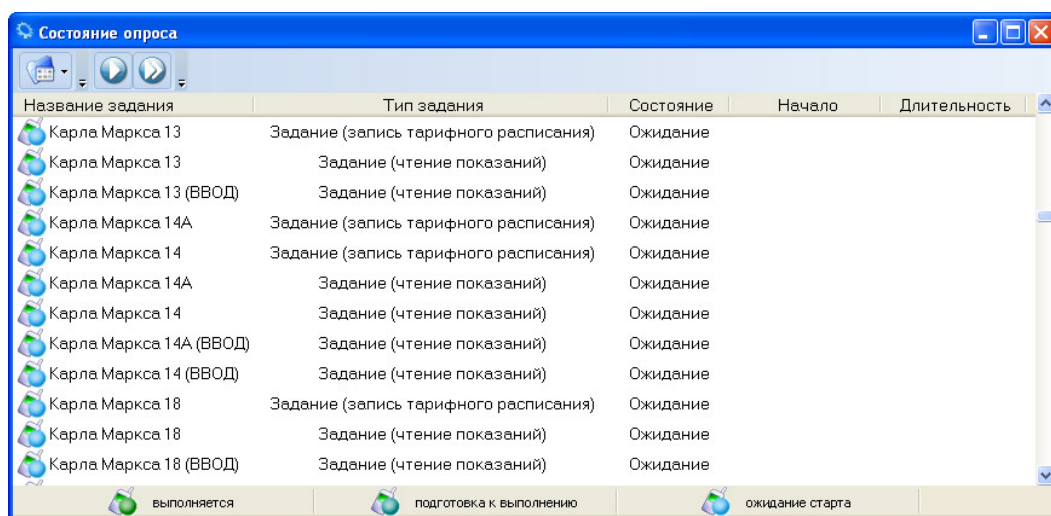 Состояние опроса
Название задания Тип задания Состояние Начало Длительность
Карла Маркса 13 Задание (запись тарифного расписания) Ожидание
Карла Маркса 13 Задание (чтение показаний) Ожидание
Карла Маркса 13 (ВВОД) Задание (чтение показаний) Ожидание
Карла Маркса 14А Задание (запись тарифного расписания) Ожидание
Карла Маркса 14 Задание (запись тарифного расписания) Ожидание
Карла Маркса 14А Задание (чтение показаний) Ожидание
Карла Маркса 14 Задание (чтение показаний) Ожидание
Карла Маркса 14А (ВВОД) Задание (чтение показаний) Ожидание
Карла Маркса 14 (ВВОД) Задание (чтение показаний) Ожидание
Карла Маркса 18 Задание (запись тарифного расписания) Ожидание
Карла Маркса 18 Задание (чтение показаний) Ожидание
Карла Маркса 18 (ВВОД) Задание (чтение показаний) Ожидание
выполняется подготовка к выполнению ожидание старта